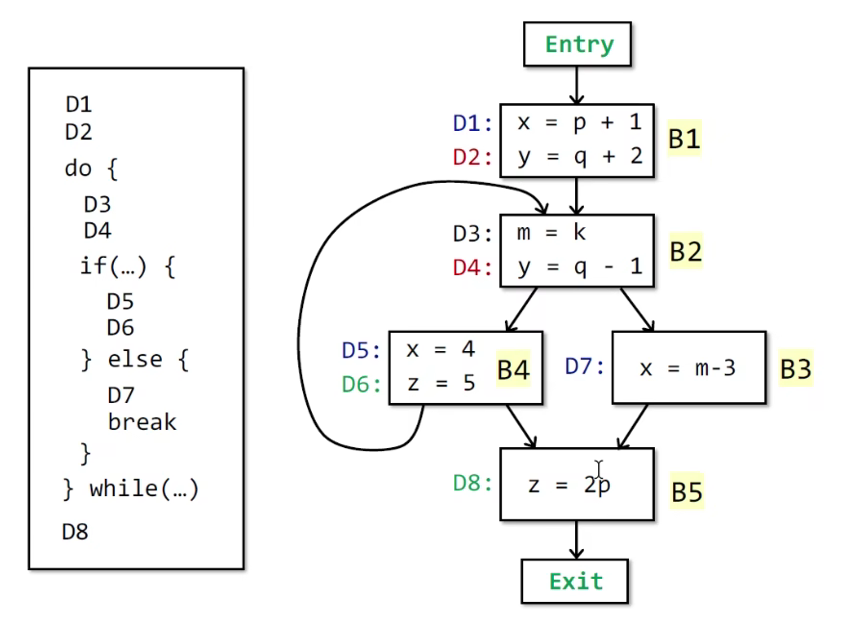 D1
D2
do {
D3
D4
if(…) {
D5
D6
} else {
D7
break
}
} while(…)
D8
Entry
D1: x = p + 1
D2: y = q + 2
B1
D3: m = k
D4: y = q - 1
B2
D5: x = 4
D6: z = 5
B4
D7: x = m-3
B3
D8: z = 2p
B5
Exit